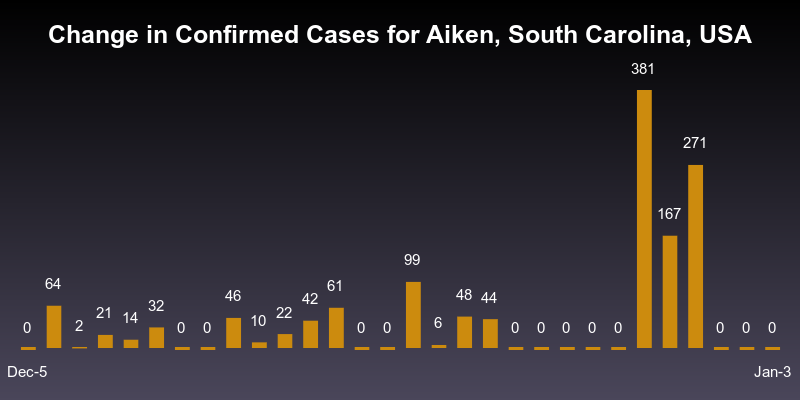 Change in Confirmed Cases for Aiken, South Carolina, USA
0 64 2 21 14 32 0 0 46 10 22 42 61 0 0 99 6 48 44 0 0 0 0 0 381 167 271 0 0 0
Dec-5 Jan-3